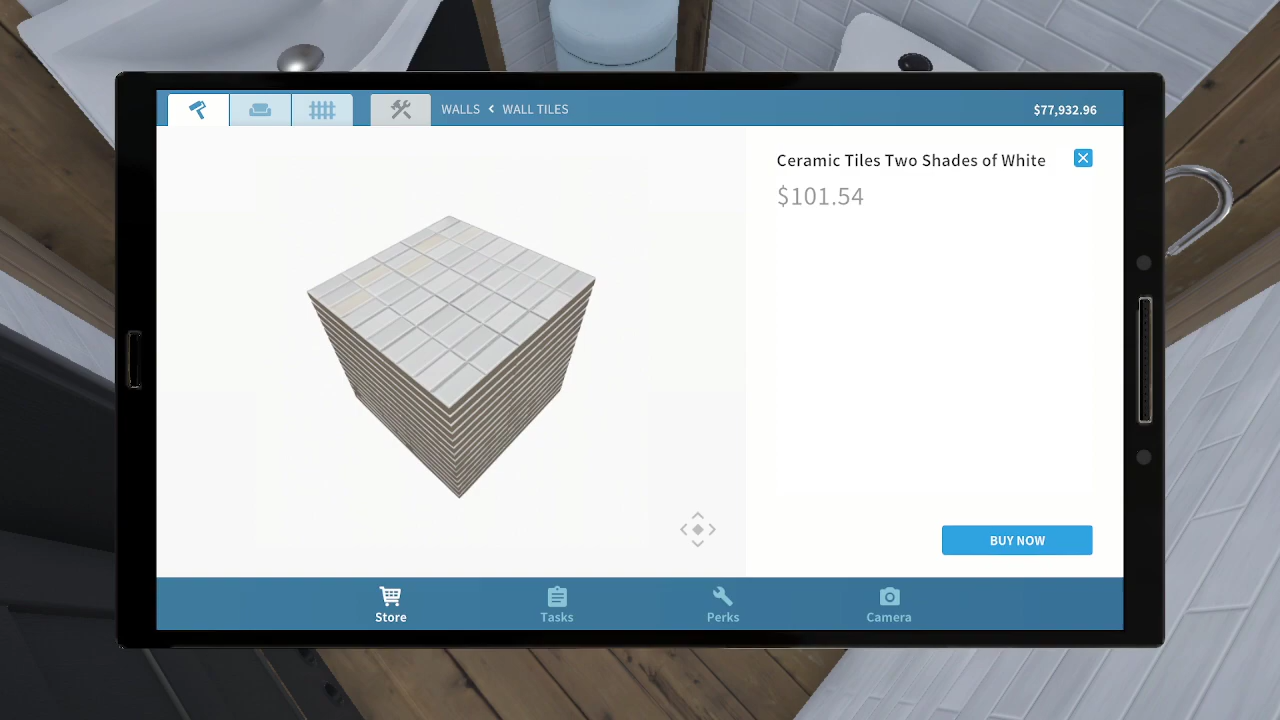 WALLS < WALL TILES
$77,932.96
Ceramic Tiles Two Shades of White
$101.54
BUY NOW
Store
Tasks
Perks
Camera